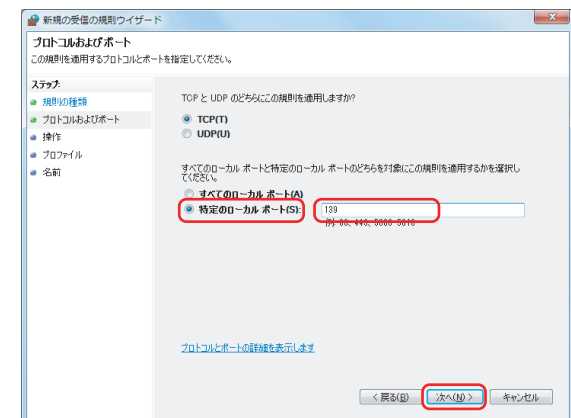 新規の受信の規則ウィザード
プロトコルおよびポート
この規則を適用するプロトコルとポートを指定してください。
ステップ:
規則の種類
プロトコルおよびポート
操作
プロファイル
名前
TCP と UDP のどちらにこの規則を適用しますか?
TCP(T)
UDP(U)
すべてのローカル ポートと特定のローカル ポートのどちらを対象にこの規則を適用するかを選択し
てください。
すべてのローカル ポート(A)
特定のローカル ポート(S):
139
例: 80、443、5000-5010
プロトコルとポートの詳細を表示します
< 戻る(B)
次へ(N) >
キャンセル